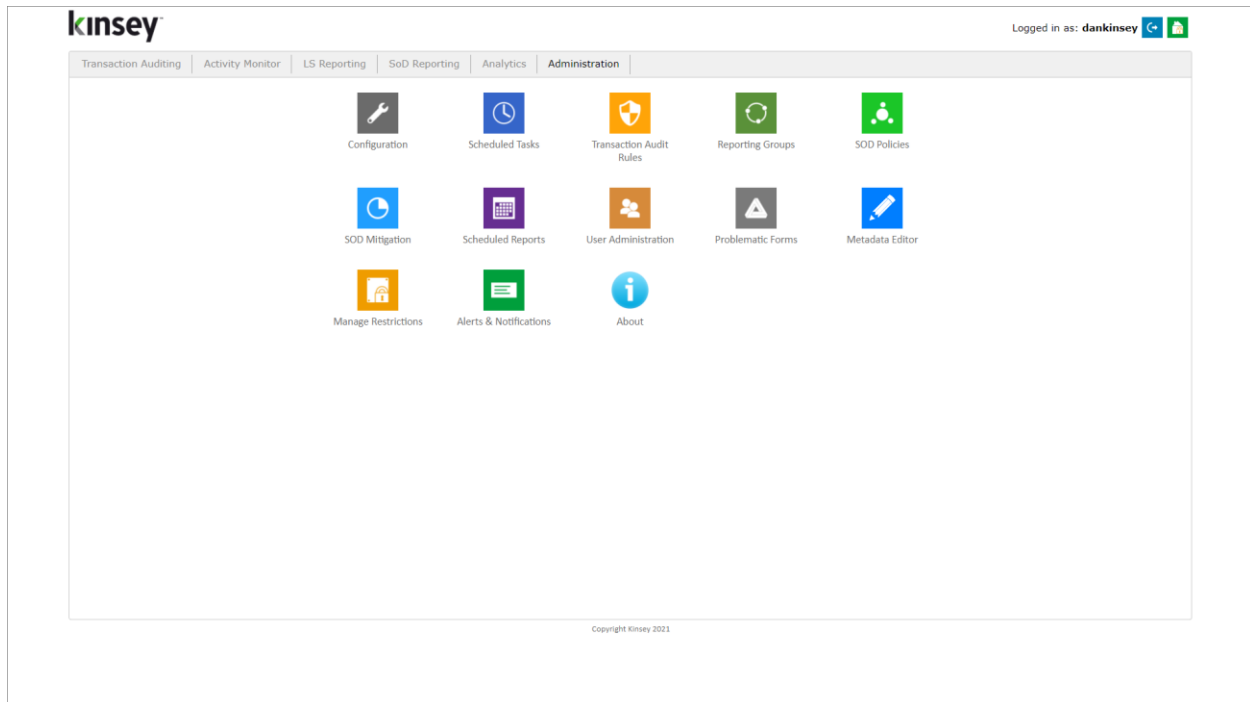 kinsey
Logged in as: dankinsey
Transaction Auditing Activity Monitor LS Reporting SoD Reporting Analytics Administration
Configuration Scheduled Tasks Transaction Audit Rules Reporting Groups SOD Policies
SOD Mitigation Scheduled Reports User Administration Problematic Forms Metadata Editor
Manage Restrictions Alerts & Notifications About
Copyright Kinsey 2021